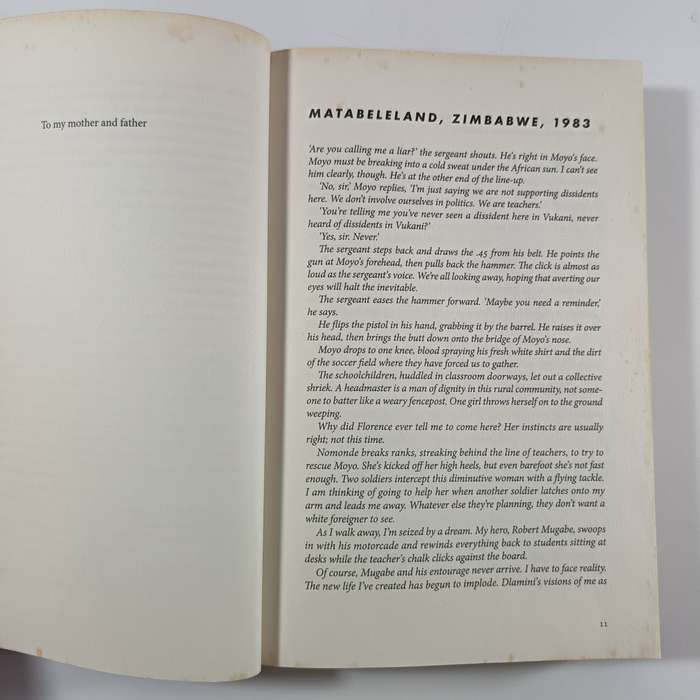 To my mother and father
MATABELELAND, ZIMBABWE, 1983
'Are you calling me a liar?' the sergeant shouts. He's right in Moyo's face.
Moyo must be breaking into a cold sweat under the African sun. I can't see
him clearly, though. He's at the other end of the line-up.
'No, sir,' Moyo replies, 'I'm just saying we are not supporting dissidents
here. We don't involve ourselves in politics. We are teachers.'
'You're telling me you've never seen a dissident here in Vukani, never
heard of dissidents in Vukani?'
'Yes, sir. Never.'
The sergeant steps back and draws the .45 from his belt. He points the
gun at Moyo's forehead, then pulls back the hammer. The click is almost as
loud as the sergeant's voice. We're all looking away, hoping that averting our
eyes will halt the inevitable.
The sergeant eases the hammer forward. 'Maybe you need a reminder,'
he says.
He flips the pistol in his hand, grabbing it by the barrel. He raises it over
his head, then brings the butt down onto the bridge of Moyo's nose.
Moyo drops to one knee, blood spraying his fresh white shirt and the dirt
of the soccer field where they have forced us to gather.
The schoolchildren, huddled in classroom doorways, let out a collective
shriek. A headmaster is a man of dignity in this rural community, not some-
one to batter like a weary fencepost. One girl throws herself on to the ground
weeping.
Why did Florence ever tell me to come here? Her instincts are usually
right; not this time.
Nomonde breaks ranks, streaking behind the line of teachers, to try to
rescue Moyo. She's kicked off her high heels, but even barefoot she's not fast
enough. Two soldiers intercept this diminutive woman with a flying tackle.
I am thinking of going to help her when another soldier latches onto my
arm and leads me away. Whatever else they're planning, they don't want a
white foreigner to see.
As I walk away, I'm seized by a dream. My hero, Robert Mugabe, swoops
in with his motorcade and rewinds everything back to students sitting at
desks while the teacher's chalk clicks against the board.
Of course, Mugabe and his entourage never arrive. I have to face reality.
The new life I've created has begun to implode. Dlamini's visions of me as
11